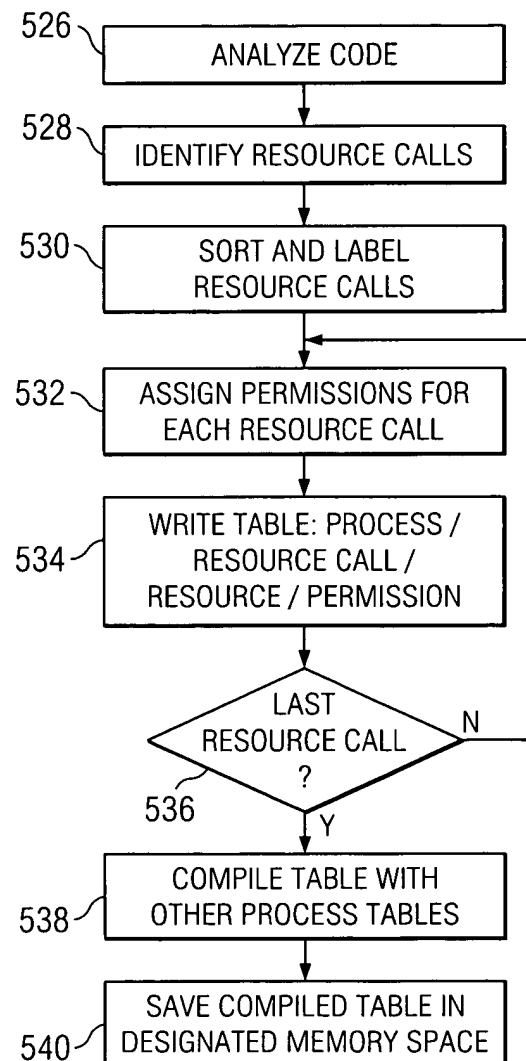 526
ANALYZE CODE
528
IDENTIFY RESOURCE CALLS
530
SORT AND LABEL
RESOURCE CALLS
532
ASSIGN PERMISSIONS FOR
EACH RESOURCE CALL
534
WRITE TABLE: PROCESS /
RESOURCE CALL /
RESOURCE / PERMISSION
LAST
RESOURCE CALL
?
N
536
Y
538
COMPILE TABLE WITH
OTHER PROCESS TABLES
540
SAVE COMPILED TABLE IN
DESIGNATED MEMORY SPACE